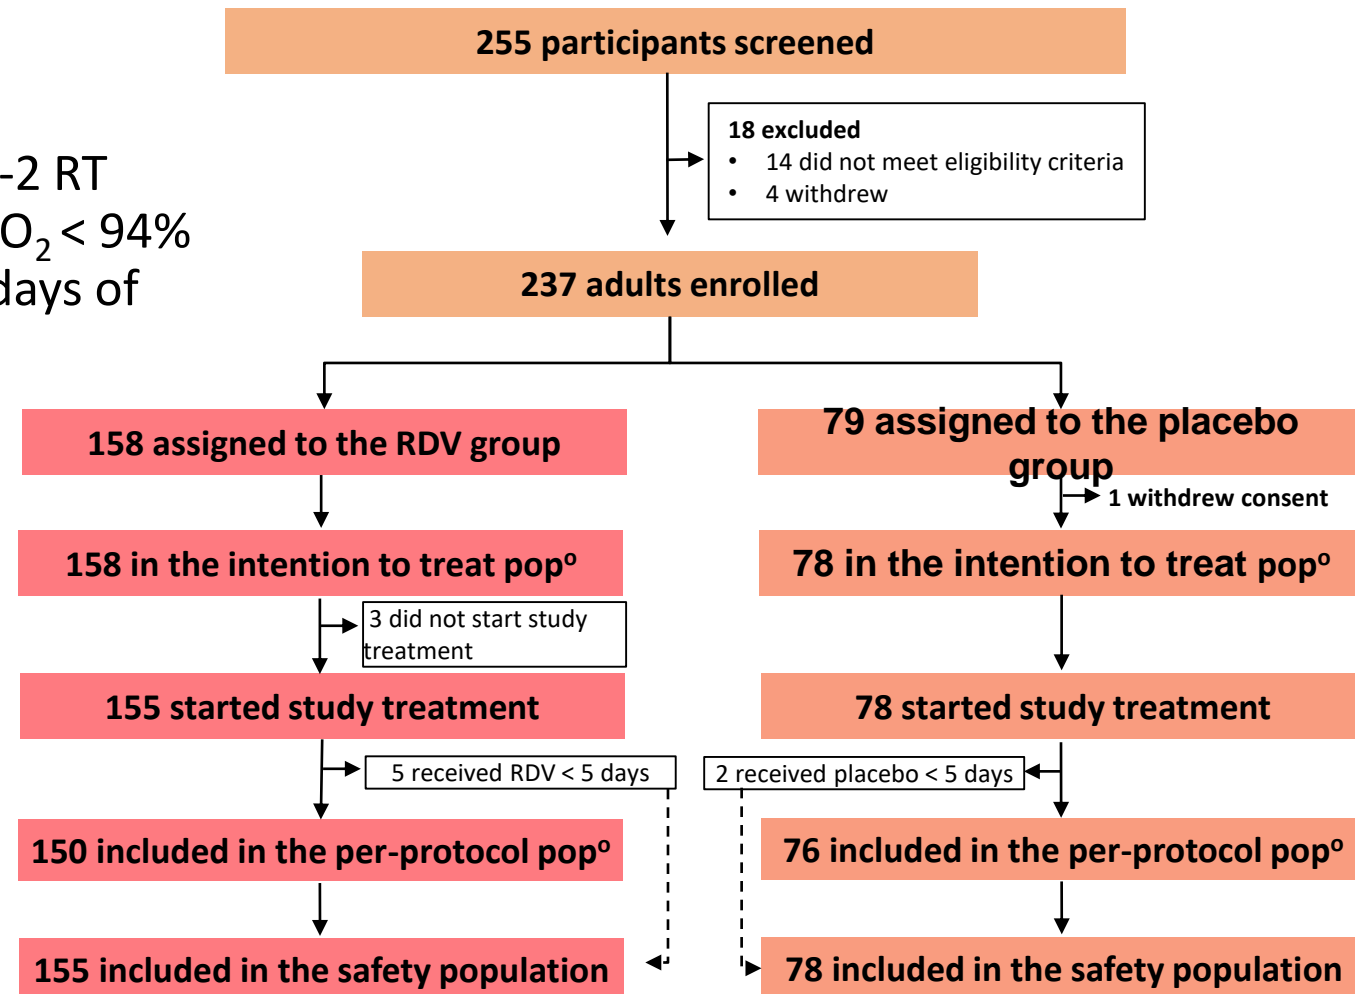 255 participants screened
18 excluded
• 14 did not meet eligibility criteria
• 4 withdrew
-2 RT
O₂ < 94%
days of
237 adults enrolled
158 assigned to the RDV group
79 assigned to the placebo
group
1 withdrew consent
158 in the intention to treat popº
78 in the intention to treat popº
3 did not start study
treatment
155 started study treatment
78 started study treatment
5 received RDV < 5 days
2 received placebo < 5 days
150 included in the per-protocol popº
76 included in the per-protocol popº
155 included in the safety population
78 included in the safety population